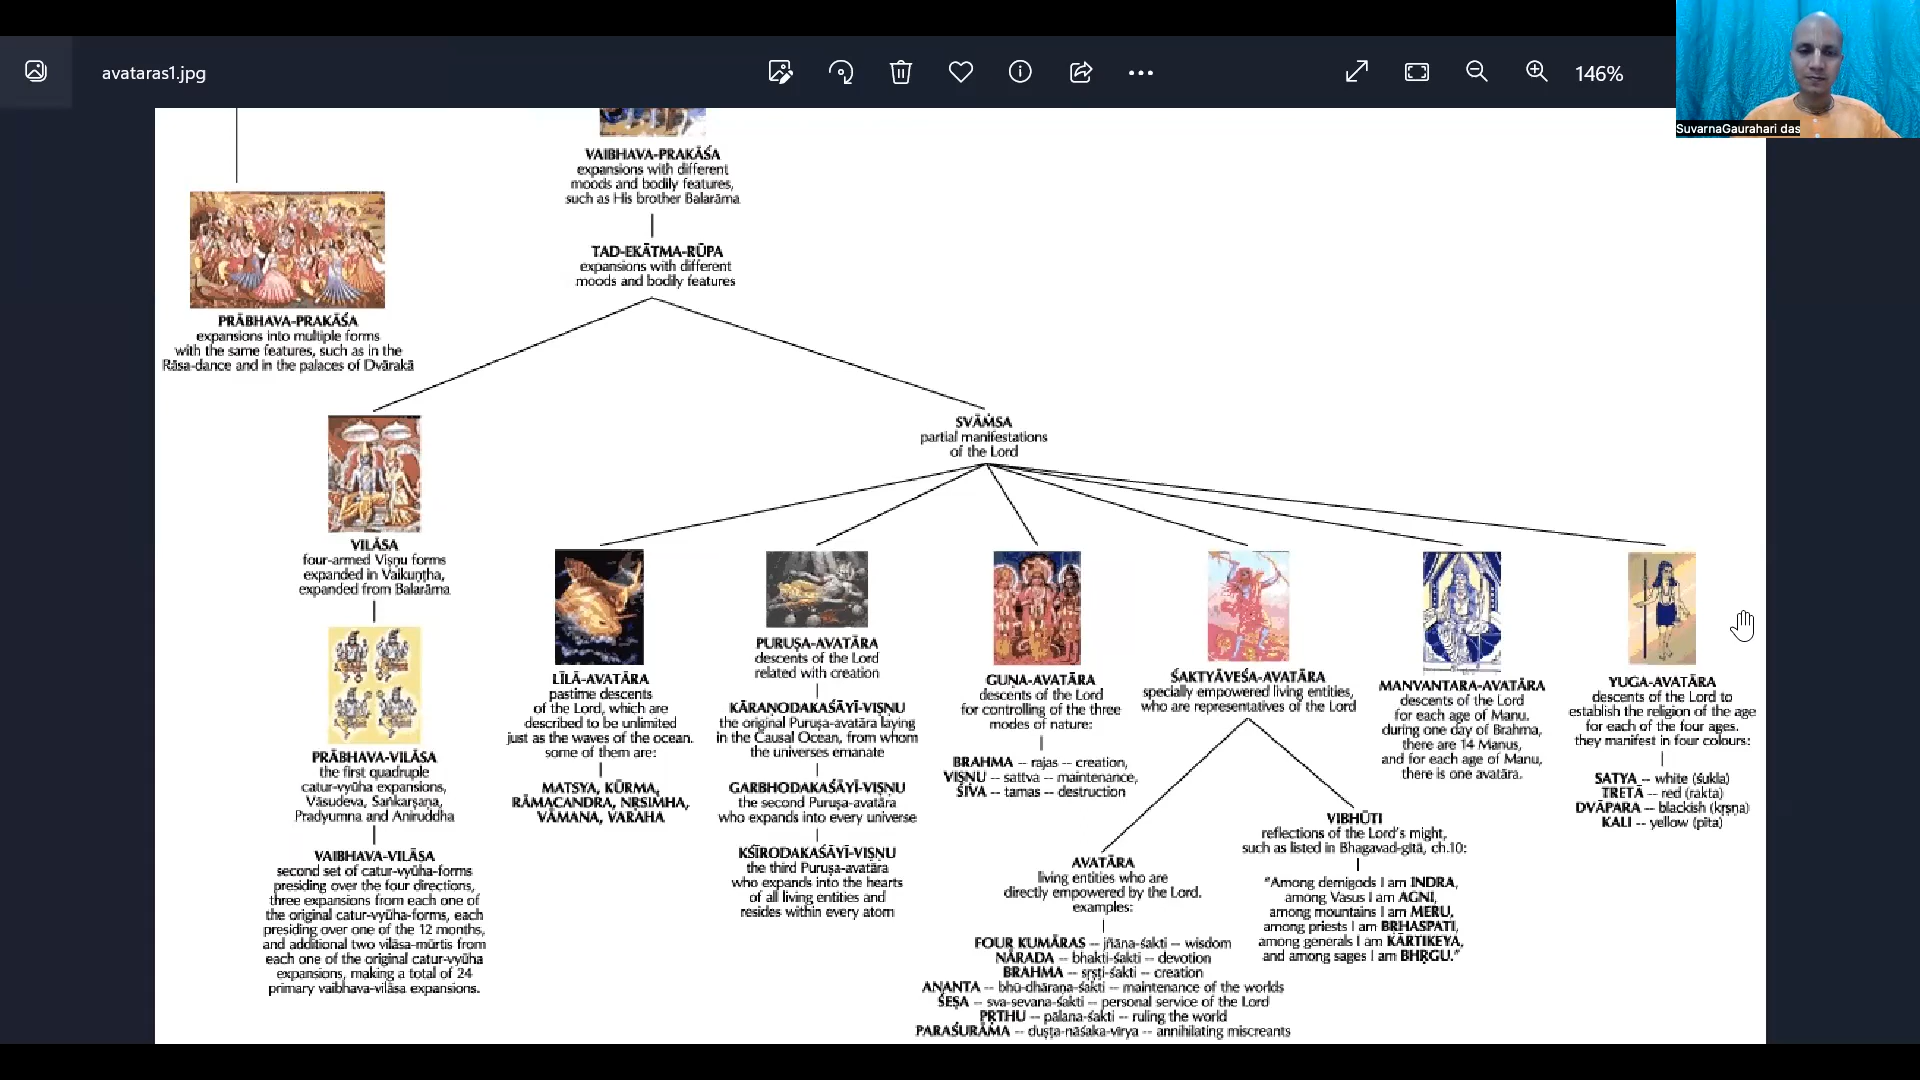 avataras1.jpg
146%
SuvarnaGaurahari das
VAIBHAVA-PRAKĀŚA
expansions with different
moods and bodily features,
such as His brother Balarāma
TAD-EKĀTMA-RŪPA
expansions with different
moods and bodily features
PRĀBHAVA-PRAKĀŚA
expansions into multiple forms
with the same features, such as in the
Rāsa-dance and in the palaces of Dvārakā
SVĀṀSA
partial manifestations
of the Lord
VILĀSA
four-armed Viṣṇu forms
expanded in Vaikuṇṭha,
expanded from Balarāma
PRĀBHAVA-VILĀSA
the first quadruple
catur-vyūha expansions,
Vāsudeva, Saṅkarṣaṇa,
Pradyumna and Aniruddha
VAIBHAVA-VILĀSA
second set of catur-vyūha-forms
presiding over the four directions,
three expansions from each one of
the original catur-vyūha-forms, each
presiding over one of the 12 months,
and additional two vilāsa-mūrtis from
each one of the original catur-vyūha
expansions, making a total of 24
primary vaibhava-vilāsa expansions.
LĪLĀ-AVATĀRA
pastime descents
of the Lord, which are
described to be unlimited
just as the waves of the ocean.
some of them are:
MATSYA, KŪRMA,
RĀMACANDRA, NṚSIṀHA,
VĀMANA, VARĀHA
PURUṢA-AVATĀRA
descents of the Lord
related with creation
KĀRANODAKAŚĀYĪ-VIṢṆU
the original Puruṣa-avatāra laying
in the Causal Ocean, from whom
the universes emanate
GARBHODAKAŚĀYĪ-VIṢṆU
the second Puruṣa-avatāra
who expands into every universe
KṢĪRODAKAŚĀYĪ-VIṢṆU
the third Puruṣa-avatāra
who expands into the hearts
of all living entities and
resides within every atom
GUṆA-AVATĀRA
descents of the Lord
for controlling of the three
modes of nature:
BRAHMA -- rajas -- creation,
VIṢṆU -- sattva -- maintenance,
ŚIVA -- tamas -- destruction
ŚAKTYĀVEŚA-AVATĀRA
specially empowered living entities,
who are representatives of the Lord
AVATĀRA
living entities who are
directly empowered by the Lord.
examples:
FOUR KUMĀRAS -- jñāna-śakti -- wisdom
NĀRADA -- bhakti-śakti -- devotion
BRAHMA -- sṛṣṭi-śakti -- creation
ANANTA -- bhū-dhāraṇa-śakti -- maintenance of the worlds
ŚEṢA -- sva-sevana-śakti -- personal service of the Lord
PṚTHU -- pālana-śakti -- ruling the world
PARAŚURĀMA -- duṣṭa-nāśaka-vīrya -- annihilating miscreants
VIBHŪTI
reflections of the Lord's might,
such as listed in Bhagavad-gītā, ch.10:
"Among demigods I am INDRA,
among Vasus I am AGNI,
among mountains I am MERU,
among priests I am BṚHASPATI,
among generals I am KĀRTIKEYA,
and among sages I am BHṚGU."
MANVANTARA-AVATĀRA
descents of the Lord
for each age of Manu.
during one day of Brahma,
there are 14 Manus,
and for each age of Manu,
there is one avatāra.
YUGA-AVATĀRA
descents of the Lord to
establish the religion of the age
for each of the four ages.
they manifest in four colours:
SATYA -- white (śukla)
TRETĀ -- red (rakta)
DVĀPARA -- blackish (kṛṣṇa)
KALI -- yellow (pīta)